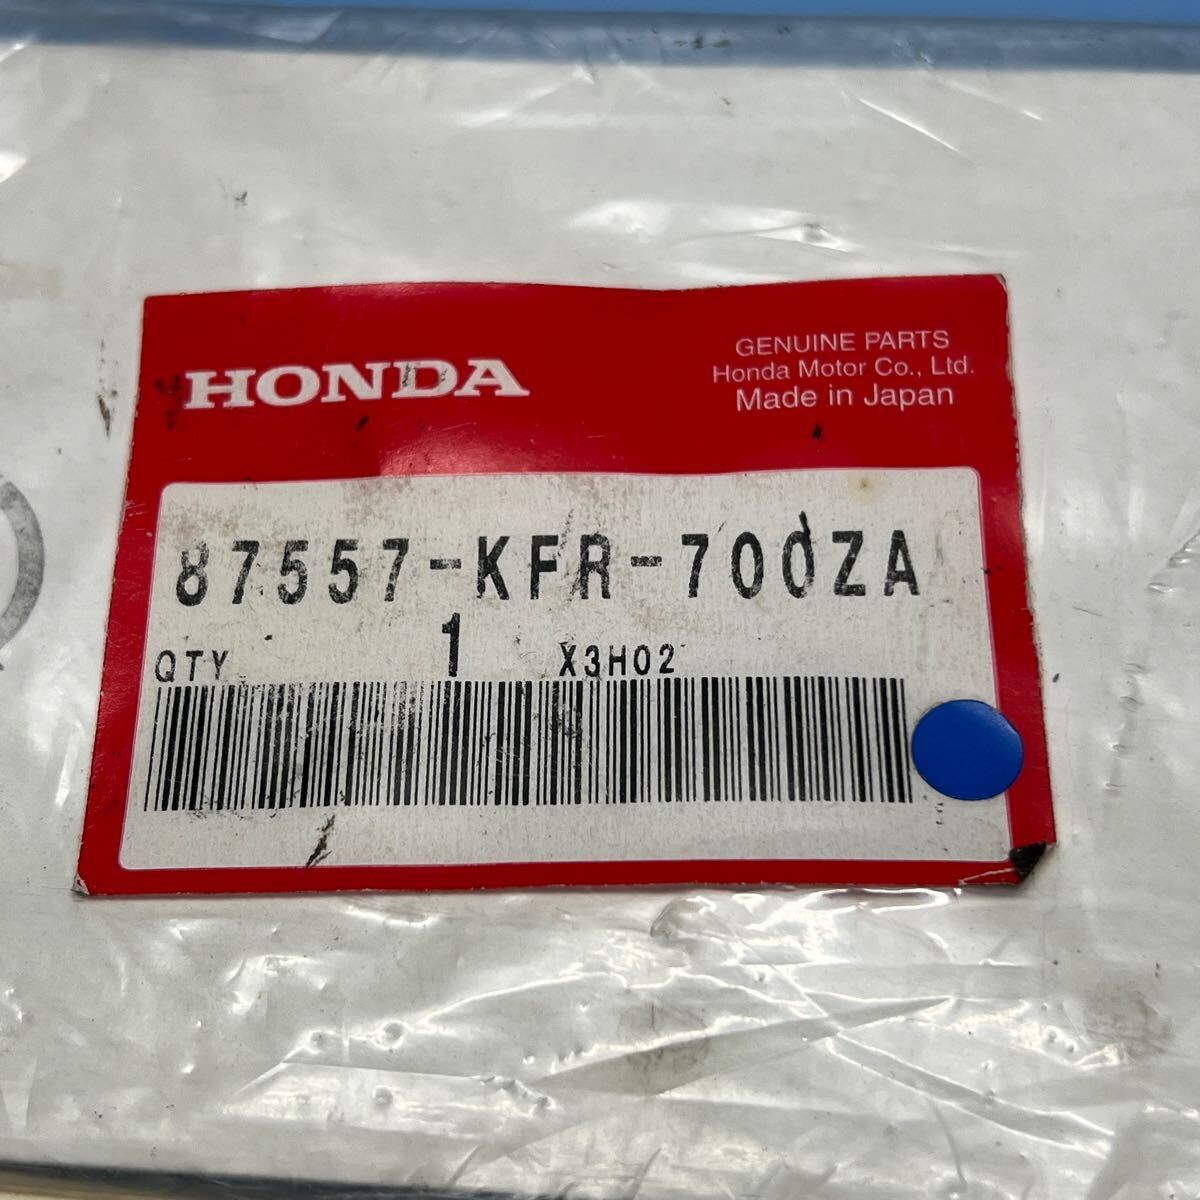 HONDA
GENUINE PARTS
Honda Motor Co., Ltd.
Made in Japan
87557-KFR-700ZA
QTY 1 X3H02